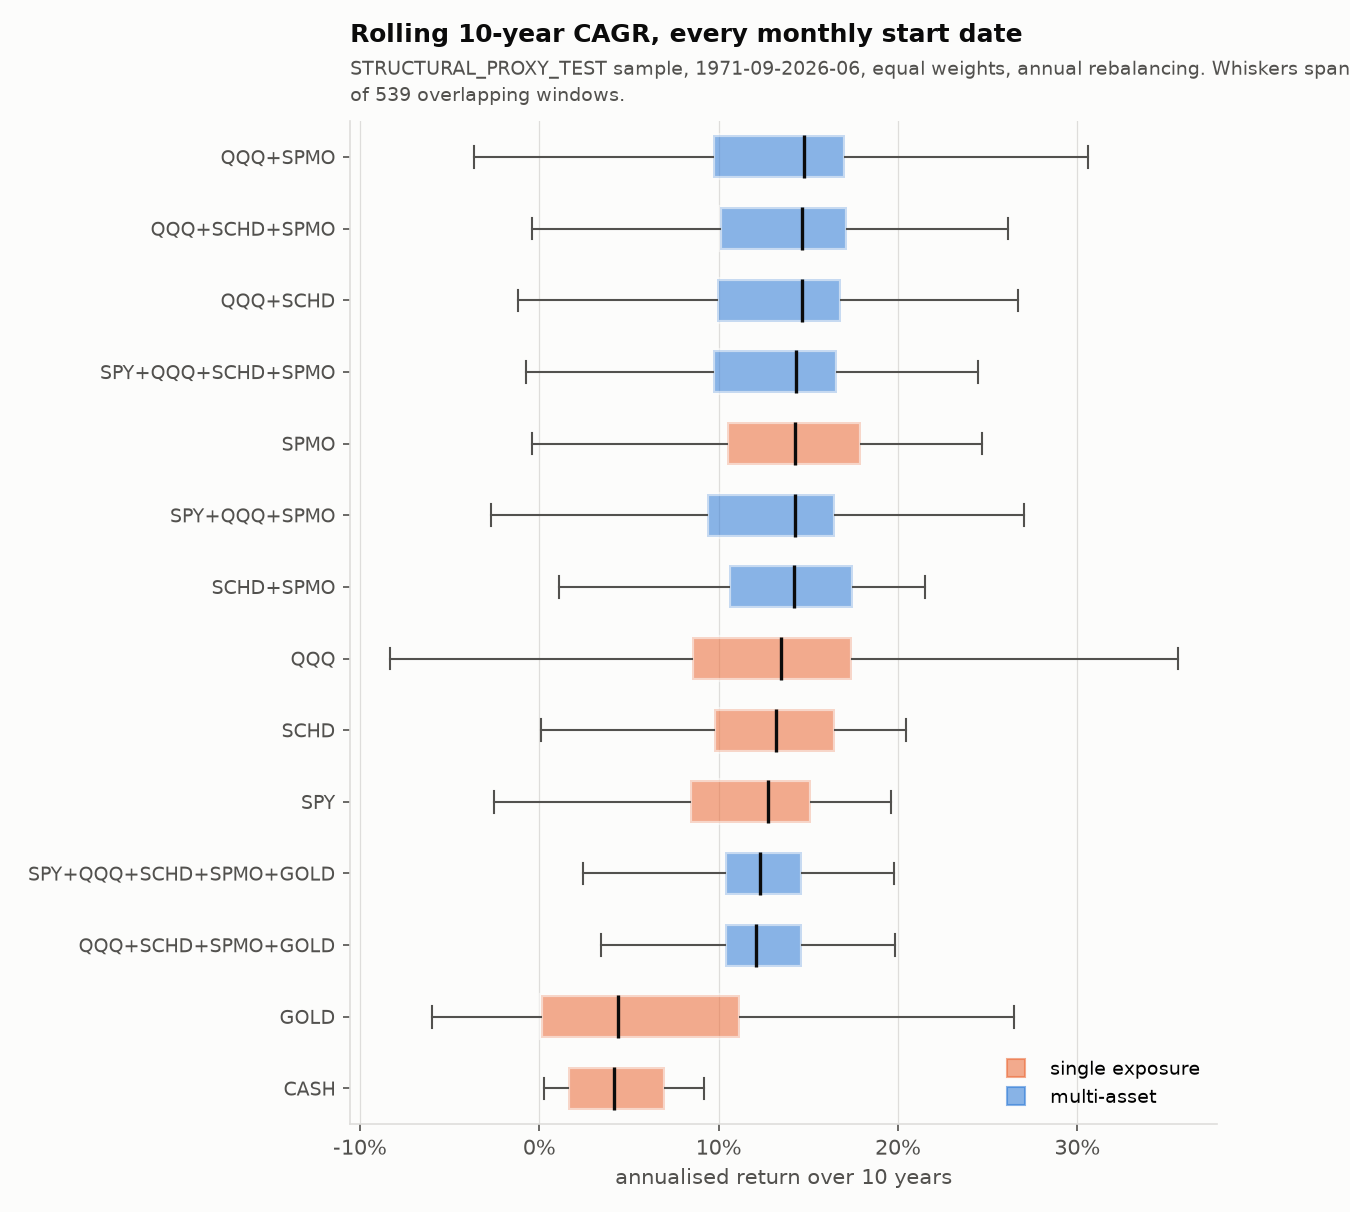 Rolling 10-year CAGR, every monthly start date
STRUCTURAL_PROXY_TEST sample, 1971-09-2026-06, equal weights, annual rebalancing. Whiskers span
of 539 overlapping windows.
QQQ+SPMO
QQQ+SCHD+SPMO
QQQ+SCHD
SPY+QQQ+SCHD+SPMO
SPMO
SPY+QQQ+SPMO
SCHD+SPMO
QQQ
SCHD
SPY
SPY+QQQ+SCHD+SPMO+GOLD
QQQ+SCHD+SPMO+GOLD
GOLD
CASH
single exposure
multi-asset
-10% 0% 10% 20% 30%
annualised return over 10 years